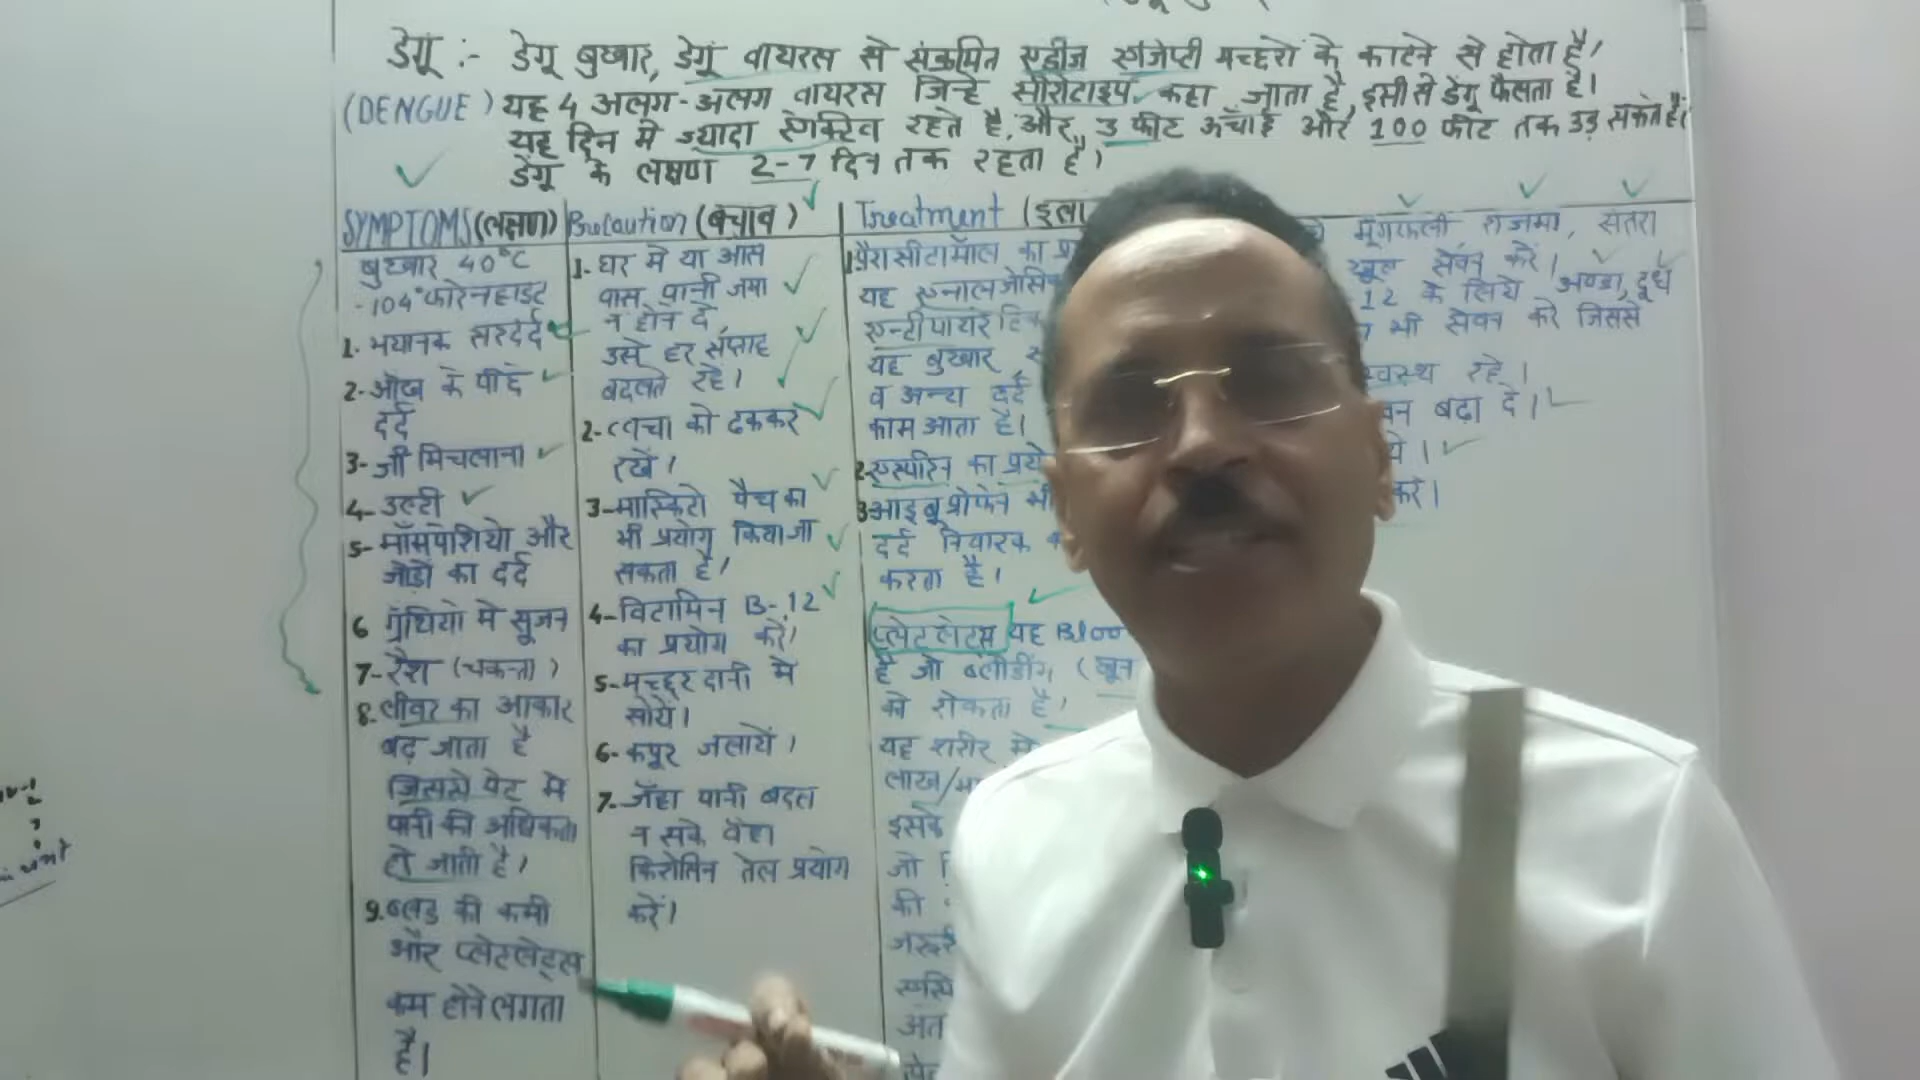 डेगू :- डेगू बुखार, डेगूं वायरस से संक्रमित एडीज एजिप्टी मच्छरों के काटने से होता है,
(DENGUE) यह 4 अलग-अलग वायरस जिन्हे सीरोटाइप कहा जाता है, इसी से डेंगू फैलता है।
यह दिन मे ज्यादा एक्टिव रहते है, और, 3 फीट ऊँचाई और 100 फीट तक उड़ सकते है।
डेंगू के लक्षण 2-7 दिन तक रहता है।
SYMPTOMS (लक्षण)
बुखार 40°C
-104° फारेनहाइट
1. भयानक सरदर्द
2- आँख के पीछे
दर्द
3- जी मिचलाना
4- उल्टी
5- माँसपेशियो और
जोड़ों का दर्द
6 ग्रँथियो मे सूजन
7- रैश (चकत्ता)
8. लीवर का आकार
बढ़ जाता है
जिससे पेट मे
पानी की अधिकता
हो जाती है।
9. ब्लड की कमी
और प्लेटलेट्स
कम होने लगता
है।
Precaution (बचाव)
1- घर मे या आस
पास पानी जमा
न होने दे
उसे हर सप्ताह
बदलते रहे।
2- त्वचा को ढककर
रखें।
3- मास्किटो पैच का
भी प्रयोग किया जा
सकता है।
4- विटामिन B-12
का प्रयोग करें।
5- मच्छर दानी मे
सोये।
6- कपूर जलायें।
7- जँहा पानी बदल
न सके वँहा
किरोसिन तेल प्रयोग
करें।
Treatment (इला
1 पैरासीटामॉल का
यह एनालजेसि
एन्टीपायरेटिक
यह बुखार
व अन्य दर्द
काम आता है।
2 एस्पिरिन का प्रयो
3 आइबूप्रोफेन भी
दर्द निवारक
करता है।
प्लेटलेट्स यह Bloo
है जो ब्लीडींग (खून
को रोकता है।
यह शरीर मे
लाख/
इसके
जो
की
जरूरी
अंत
मूंगफली राजमा, संतरा
खूब सेवन करें।
12 के लिये अण्डा, दूध
भी सेवन करे जिससे
स्वस्थ रहे।
बढ़ा दे।
ये।
करें।